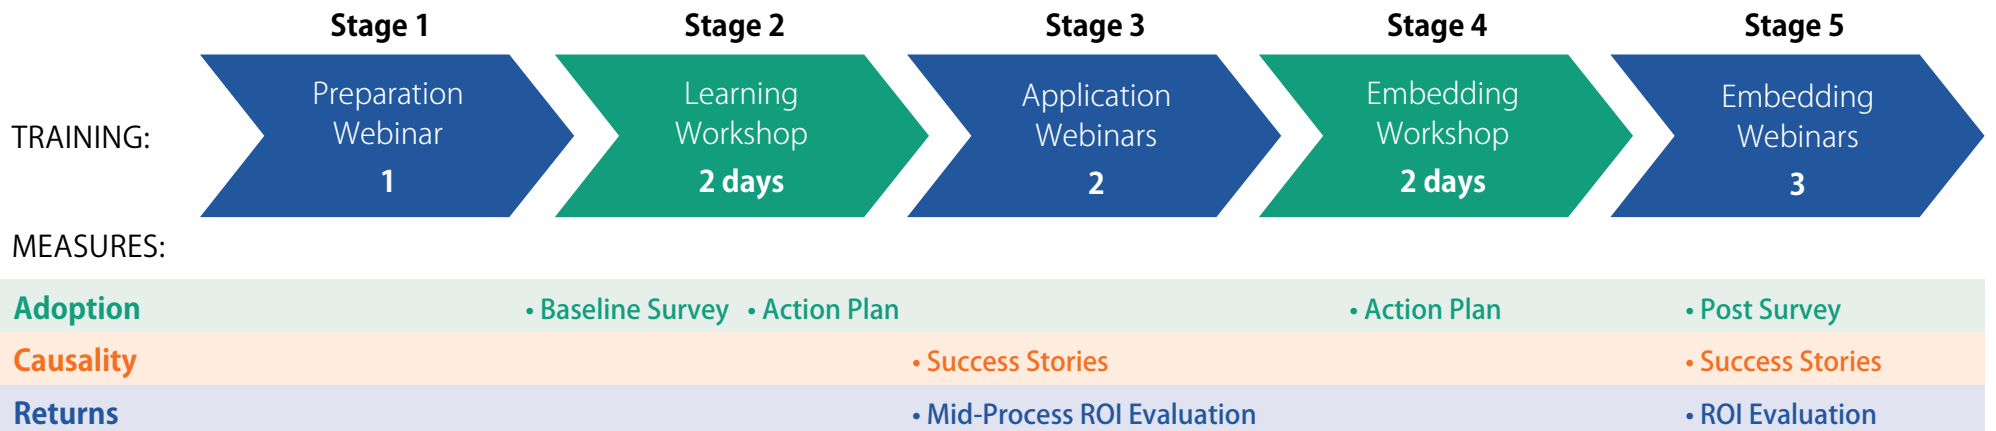 Stage 1
Stage 2
Stage 3
Stage 4
Stage 5
TRAINING:
Preparation
Webinar
1
Learning
Workshop
2 days
Application
Webinars
2
Embedding
Workshop
2 days
Embedding
Webinars
3
MEASURES:
Adoption
• Baseline Survey
• Action Plan
• Action Plan
• Post Survey
Causality
• Success Stories
• Success Stories
Returns
• Mid-Process ROI Evaluation
• ROI Evaluation